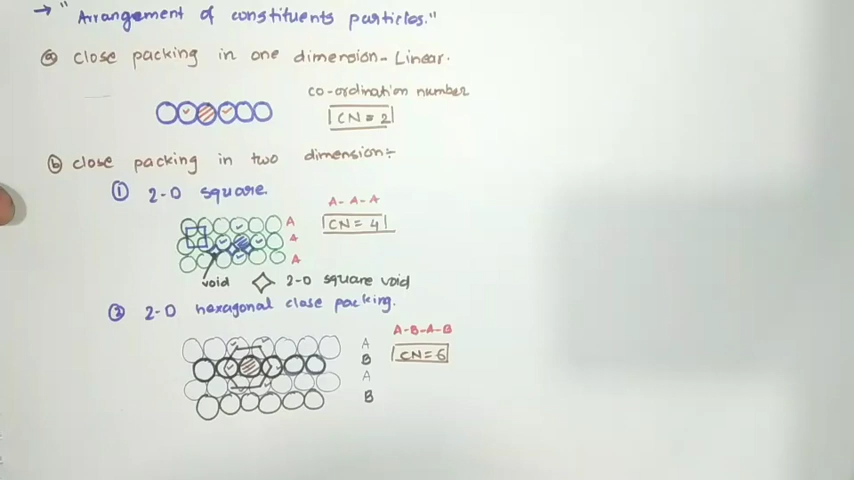 → "Arrangement of constituents particles."
ⓐ close packing in one dimension - Linear.
co-ordination number
CN = 2
ⓑ close packing in two dimension:-
① 2-D square.
A - A - A
CN = 4
A
A
A
void
2-D square void
② 2-D hexagonal close packing.
A-B-A-B
CN = 6
A
B
A
B